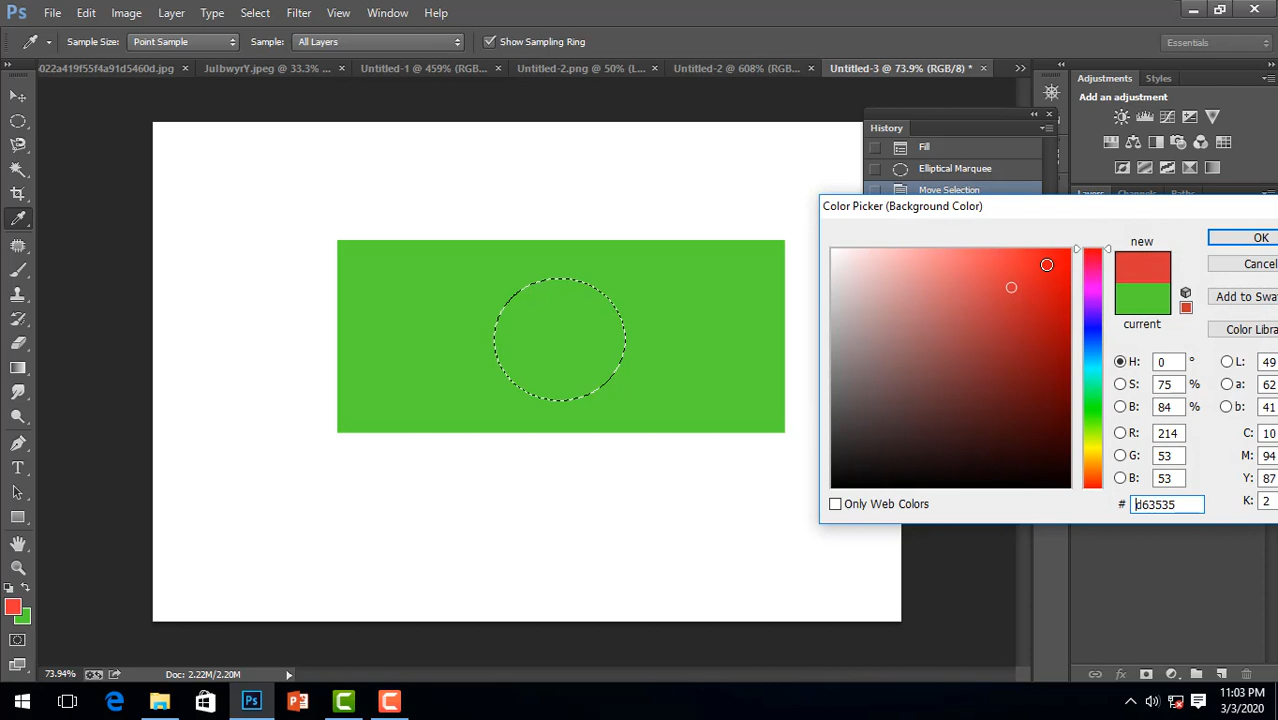 Ps File Edit Image Layer Type Select Filter View Window Help
Sample Size: Point Sample Sample: All Layers Show Sampling Ring Essentials
022a419f55f4a91d5460d.jpg × JuIbwyrY.jpeg @ 33.3% ... × Untitled-1 @ 459% (RGB... × Untitled-2.png @ 50% (L... × Untitled-2 @ 608% (RGB... × Untitled-3 @ 73.9% (RGB/8) * ×
Adjustments Styles
Add an adjustment
History
Fill
Elliptical Marquee
Move Selection
Layers Channels Paths
Color Picker (Background Color)
new
current
OK
Cancel
Add to Swa
Color Libra
H: 0 ° L: 49
S: 75 % a: 62
B: 84 % b: 41
R: 214 C: 10
G: 53 M: 94
B: 53 Y: 87
# d63535 K: 2
Only Web Colors
73.94% Doc: 2.22M/2.20M
11:03 PM
3/3/2020